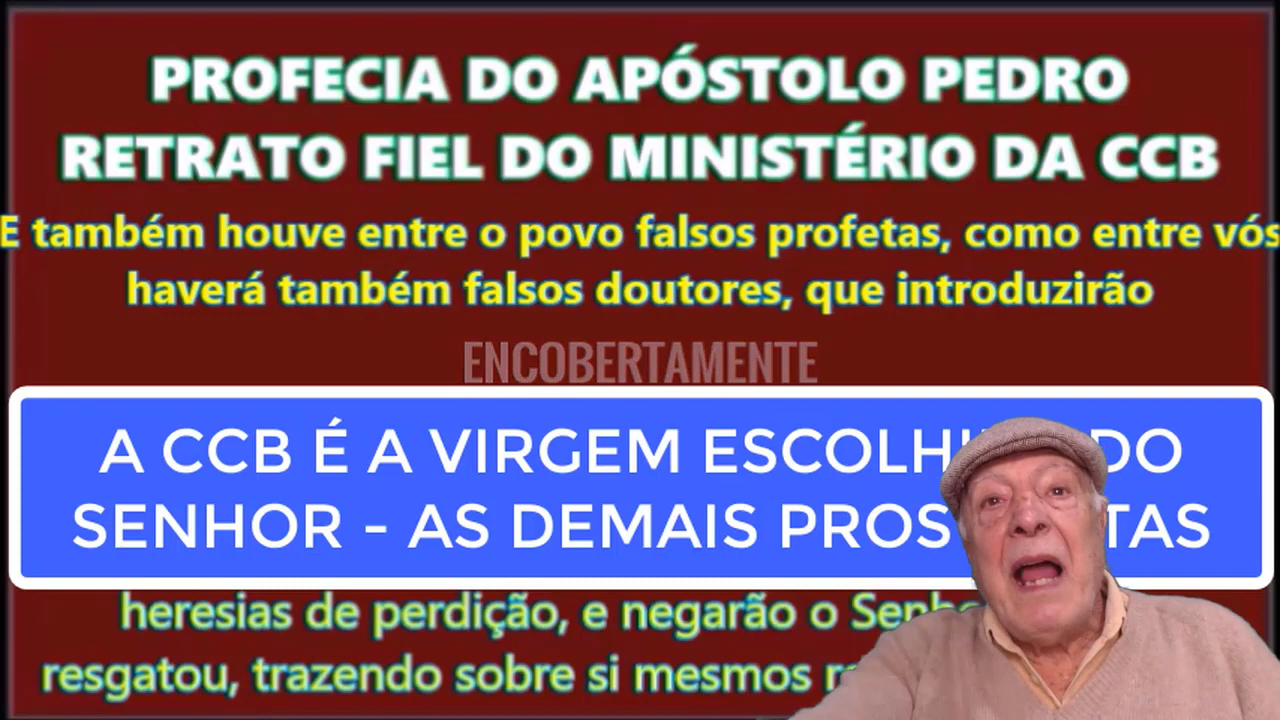 PROFECIA DO APÓSTOLO PEDRO
RETRATO FIEL DO MINISTÉRIO DA CCB
E também houve entre o povo falsos profetas, como entre vós
haverá também falsos doutores, que introduzirão
ENCOBERTAMENTE
A CCB É A VIRGEM DO
SENHOR - AS DEMAIS
heresias de perdição, e negarão o
resgatou, trazendo sobre si mesmos